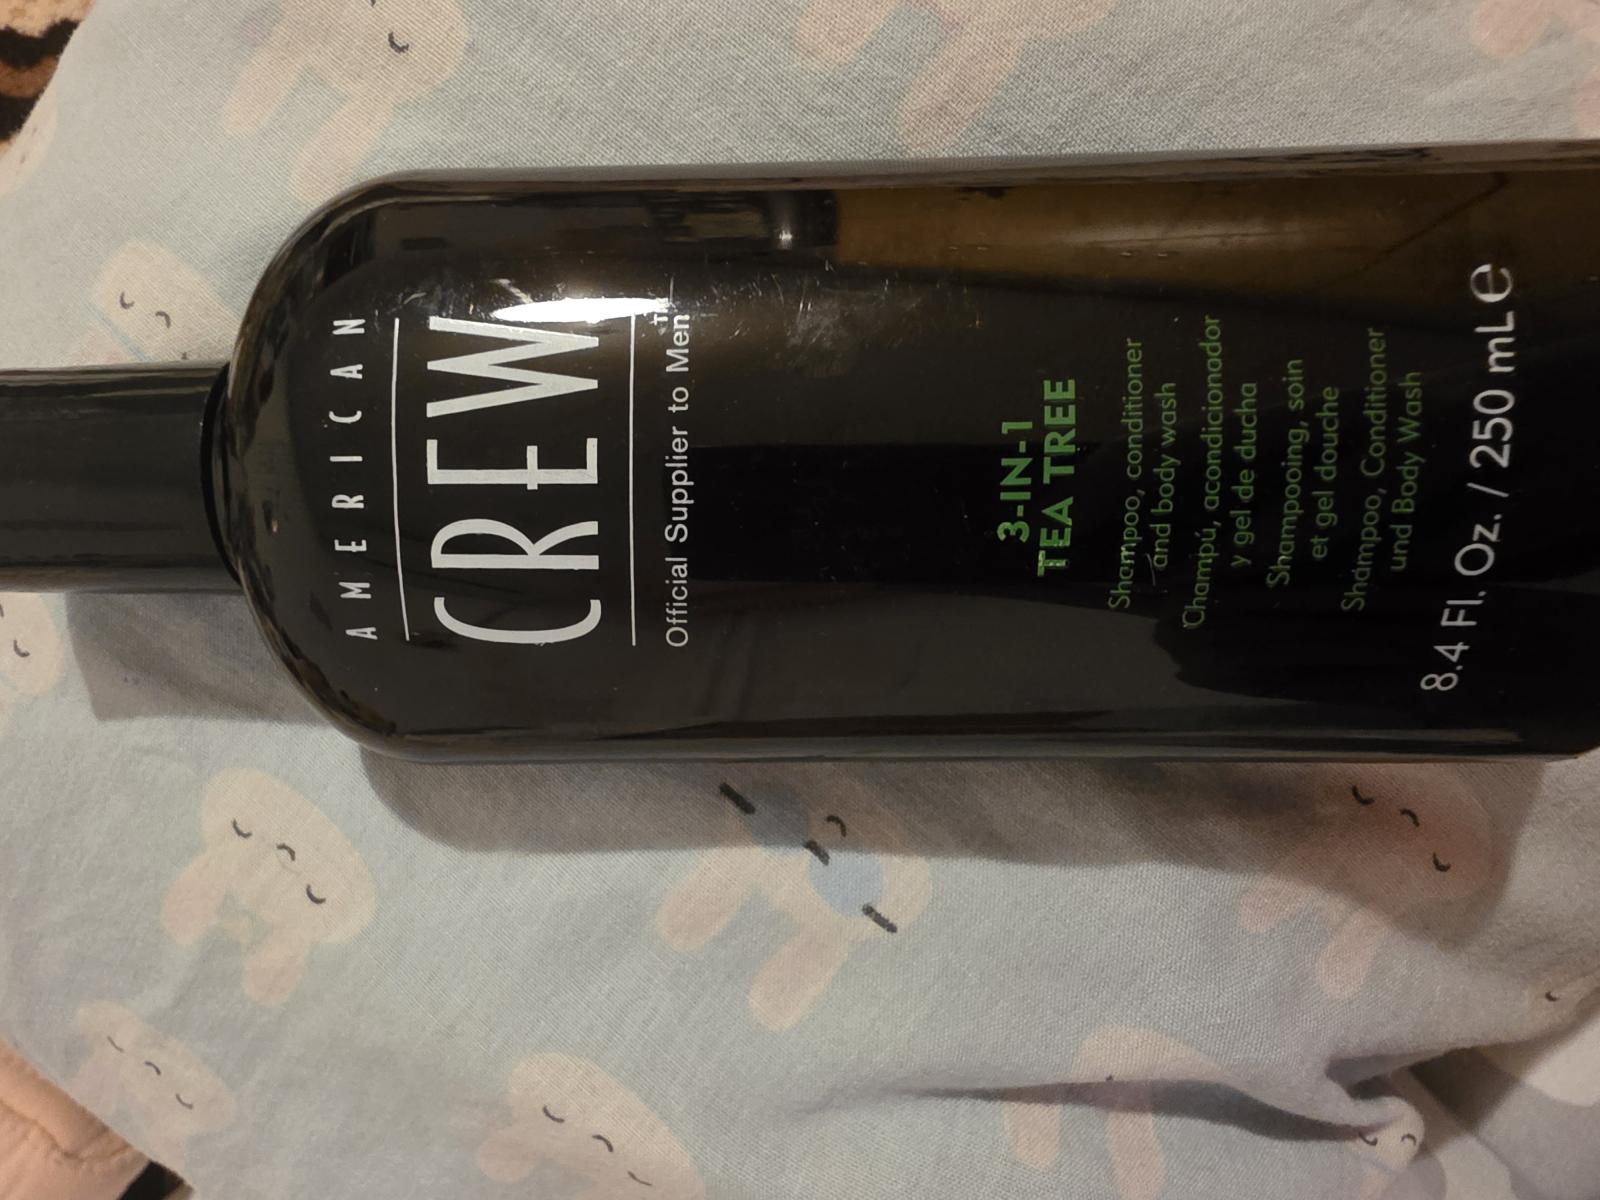 AMERICAN
CREW
Official Supplier to Men™
3-IN-1
TEA TREE
Shampoo, conditioner
and body wash
Champú, acondicionador
y gel de ducha
Shampooing, soin
et gel douche
Shampoo, Conditioner
und Body Wash
8.4 Fl. Oz. / 250 mL ℮